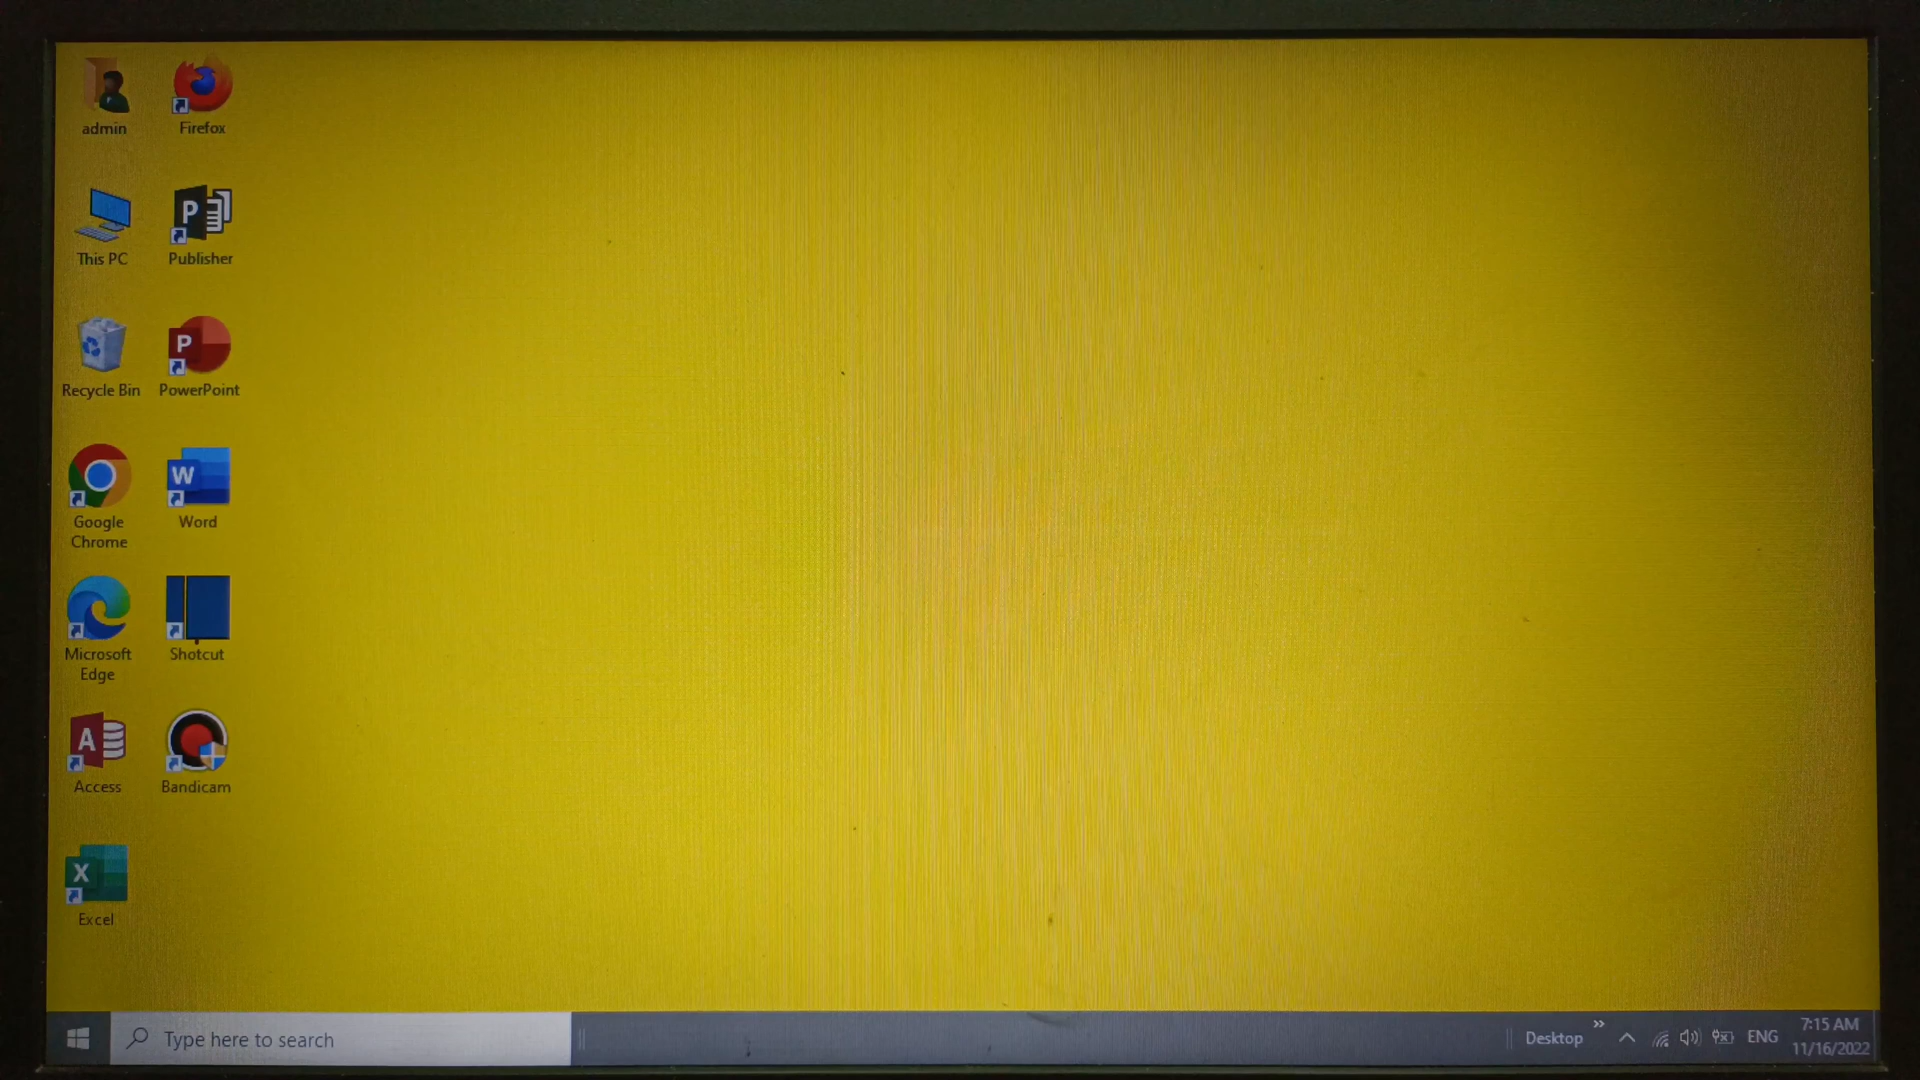 admin
Firefox
This PC
Publisher
Recycle Bin
PowerPoint
Google
Chrome
Word
Microsoft
Edge
Shotcut
Access
Bandicam
Excel
Type here to search
Desktop
ENG
7:15 AM
11/16/2022